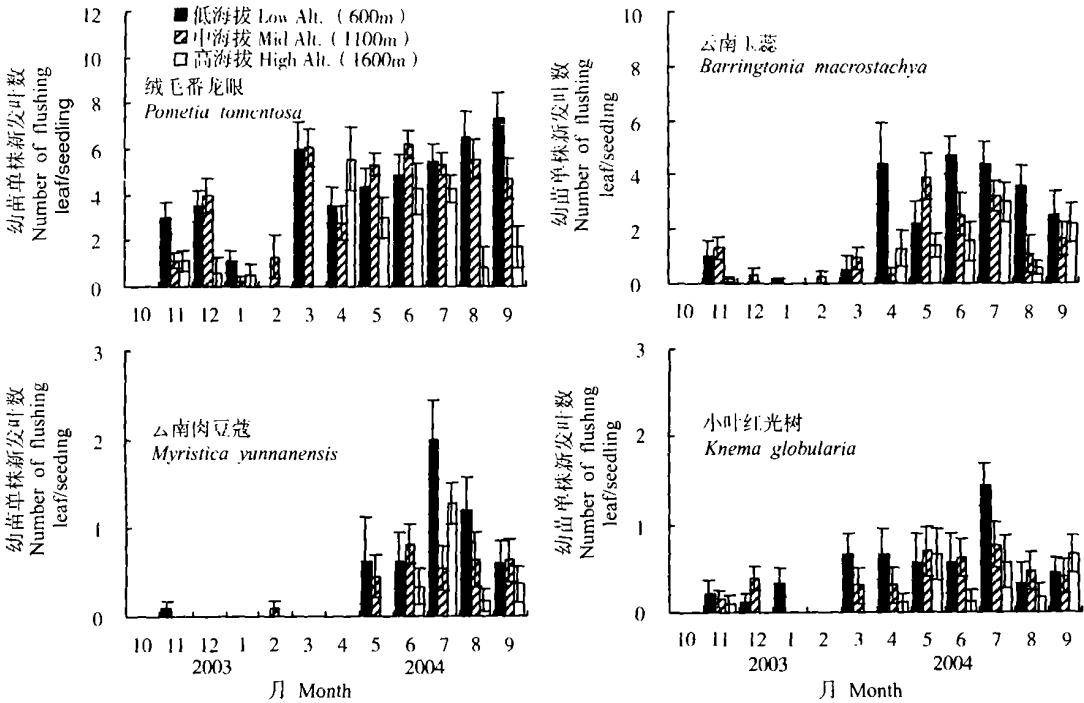 12
10
8
6
4
2
0
幼苗单株新发叶数
Number of flushing
leaf/seedling
低海拔 Low Alt.（600m）
中海拔 Mid Alt.（1100m）
高海拔 High Alt.（1600m）
绒毛番龙眼
Pometia tomentosa
10 11 12 1 2 3 4 5 6 7 8 9
10
8
6
4
2
0
幼苗单株新发叶数
Number of flushing
leaf/seedling
云南玉蕊
Barringtonia macrostachya
10 11 12 1 2 3 4 5 6 7 8 9
3
2
1
0
幼苗单株新发叶数
Number of flushing
leaf/seedling
云南肉豆蔻
Myristica yunnanensis
10 11 12 1 2 3 4 5 6 7 8 9
2003 2004
月 Month
3
2
1
0
幼苗单株新发叶数
Number of flushing
leaf/seedling
小叶红光树
Knema globularia
10 11 12 1 2 3 4 5 6 7 8 9
2003 2004
月 Month